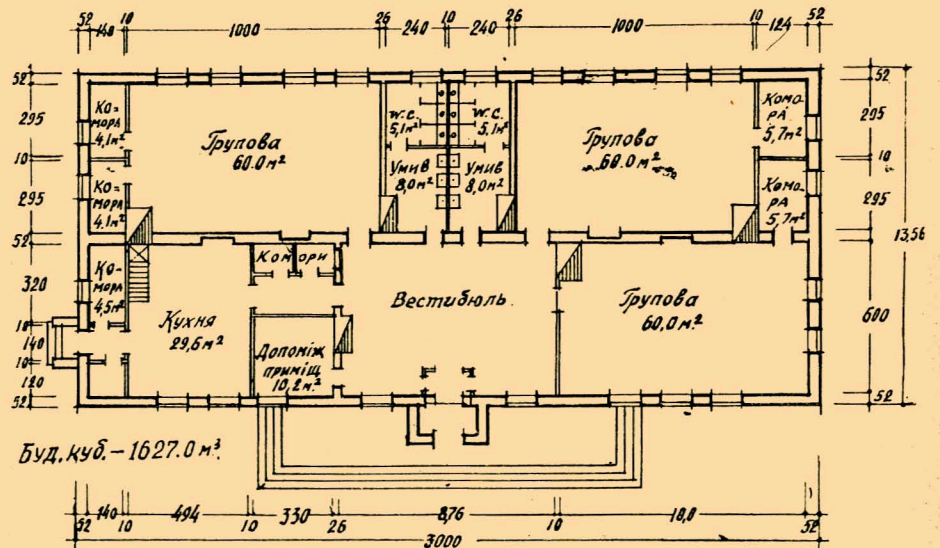 52 140 10 1000 26 240 10 240 26 1000 10 124 52
52
295
10
295
52
320
10
140
10
120
52
Ко=
мора
4,1м²
Ко=
мора
4.1м²
Ко-
мора
4,5м²
Групова
60.0м²
W.C.
5,1м²
W.C.
5,1м²
Умив
8,0м²
Умив
8,0м²
Групова
60.0м²
Комо
РА
5,7м²
Комо
РА
5,7м²
52
295
10
295
52
13,56
600
52
Комори
Кухня
29,6м²
Допоміж
приміщ
10,2м²
Вестибюль
Групова
60,0м²
Буд. куб. – 1627.0 м³.
52 140 10 494 10 330 26 876 10 52
3000